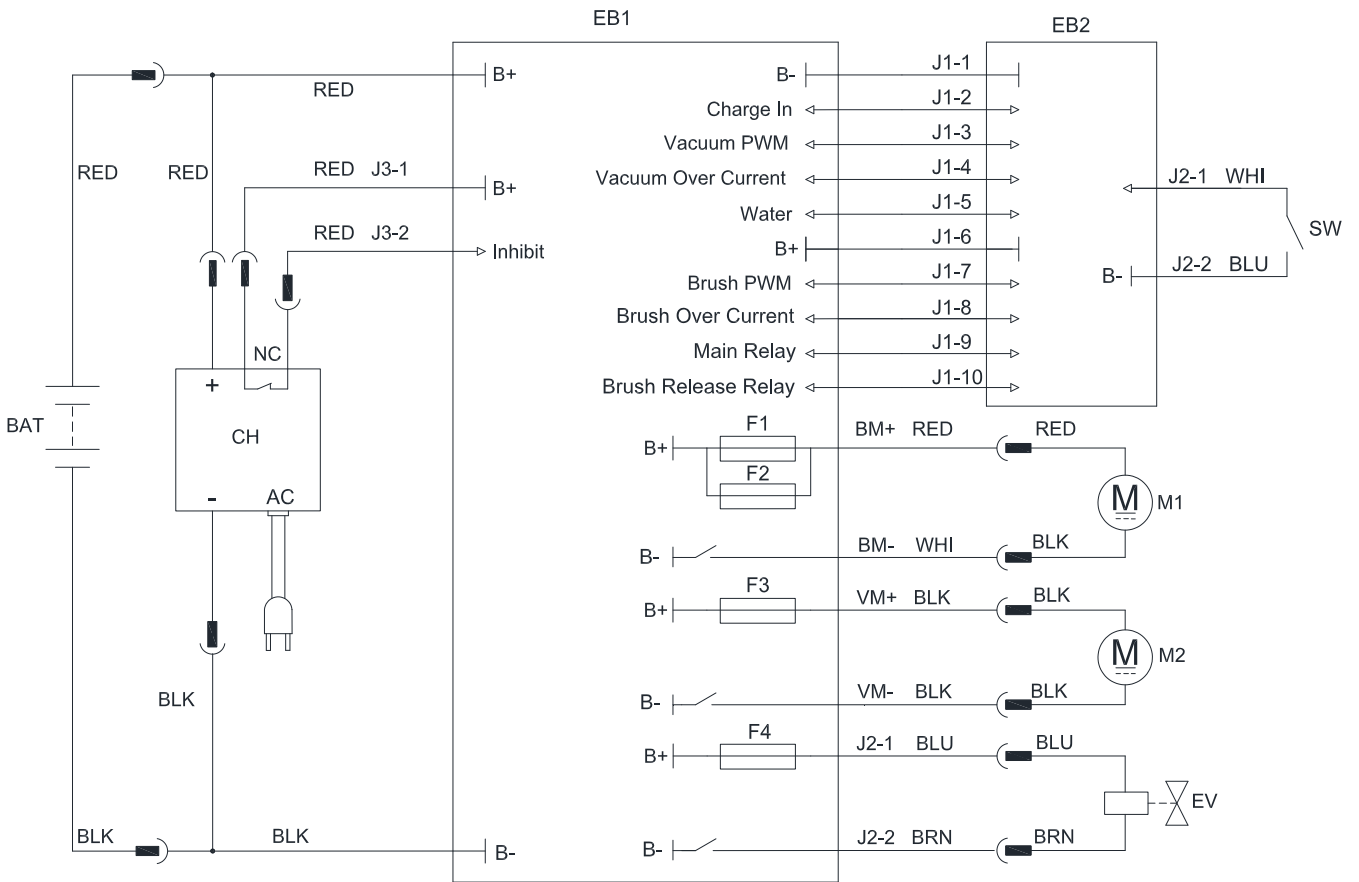 EB1
EB2
RED
B+
B-
J1-1
Charge In
J1-2
Vacuum PWM
J1-3
RED
RED
RED J3-1
B+
Vacuum Over Current
J1-4
J2-1 WHI
Water
J1-5
SW
RED J3-2
Inhibit
B+
J1-6
B-
J2-2 BLU
Brush PWM
J1-7
Brush Over Current
J1-8
Main Relay
J1-9
NC
Brush Release Relay
J1-10
+
BAT
CH
-
AC
B+
F1
BM+ RED
RED
F2
M
M1
B-
BM- WHI
BLK
B+
F3
VM+ BLK
BLK
M
M2
BLK
B-
VM- BLK
BLK
B+
F4
J2-1 BLU
BLU
EV
BLK
BLK
B-
B-
J2-2 BRN
BRN